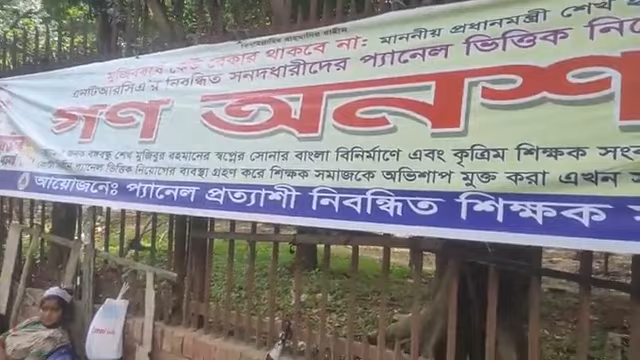 মুজিববর্ষে কেউ বেকার থাকবে না: মাননীয় প্রধানমন্ত্রী শেখ
এনটিআরসিএ'র নিবন্ধিত সনদধারীদের প্যানেল ভিত্তিক
গণ অনশ
বঙ্গবন্ধু শেখ মুজিবুর রহমানের স্বপ্নের সোনার বাংলা বিনির্মাণে এবং কৃত্রিম শিক্ষক
প্যানেল ভিত্তিক নিয়োগের ব্যবস্থা গ্রহণ করে শিক্ষক সমাজকে অভিশাপ মুক্ত করা এখন
আয়োজনেঃ প্যানেল প্রত্যাশী নিবন্ধিত শিক্ষক